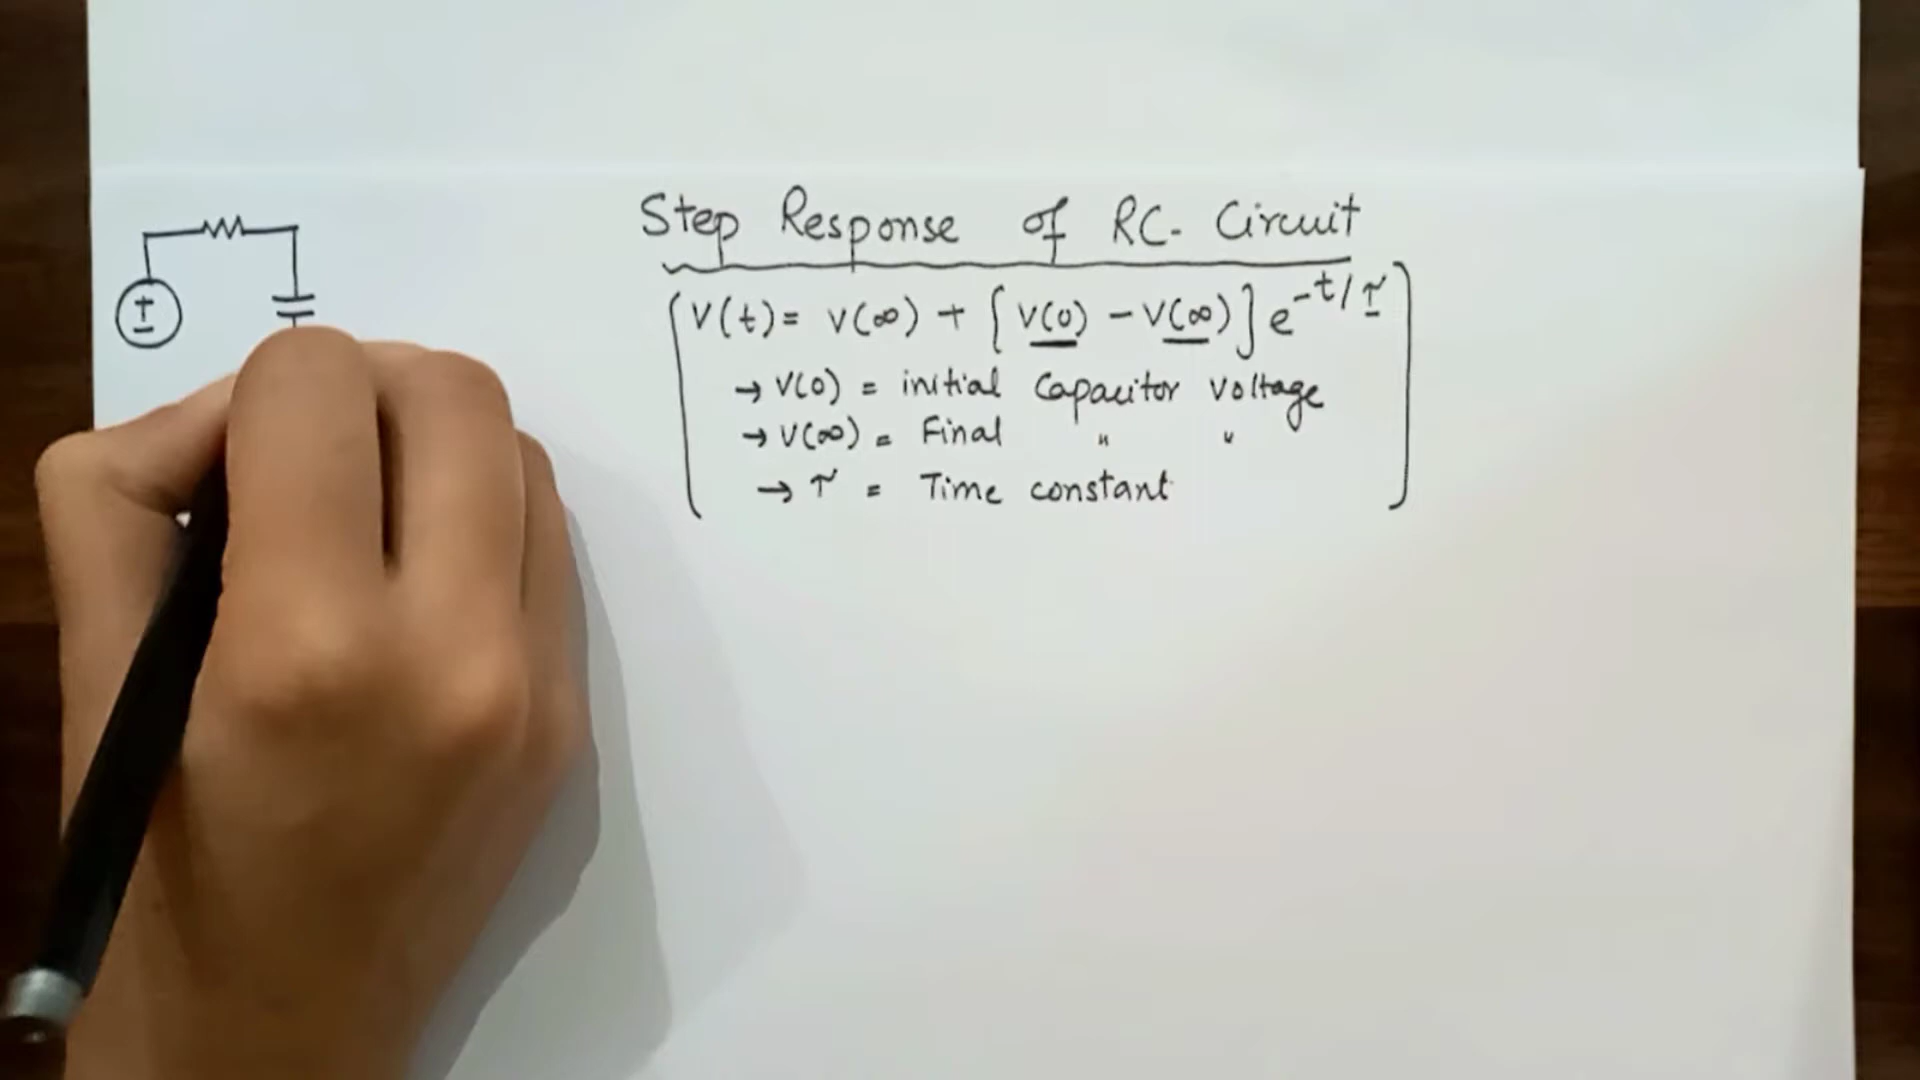 Step Response of RC- Circuit
V(t) = V(∞) + [V(0) - V(∞)] e^-t/τ
→ V(0) = initial Capacitor Voltage
→ V(∞) = Final " "
→ τ = Time constant
+
-